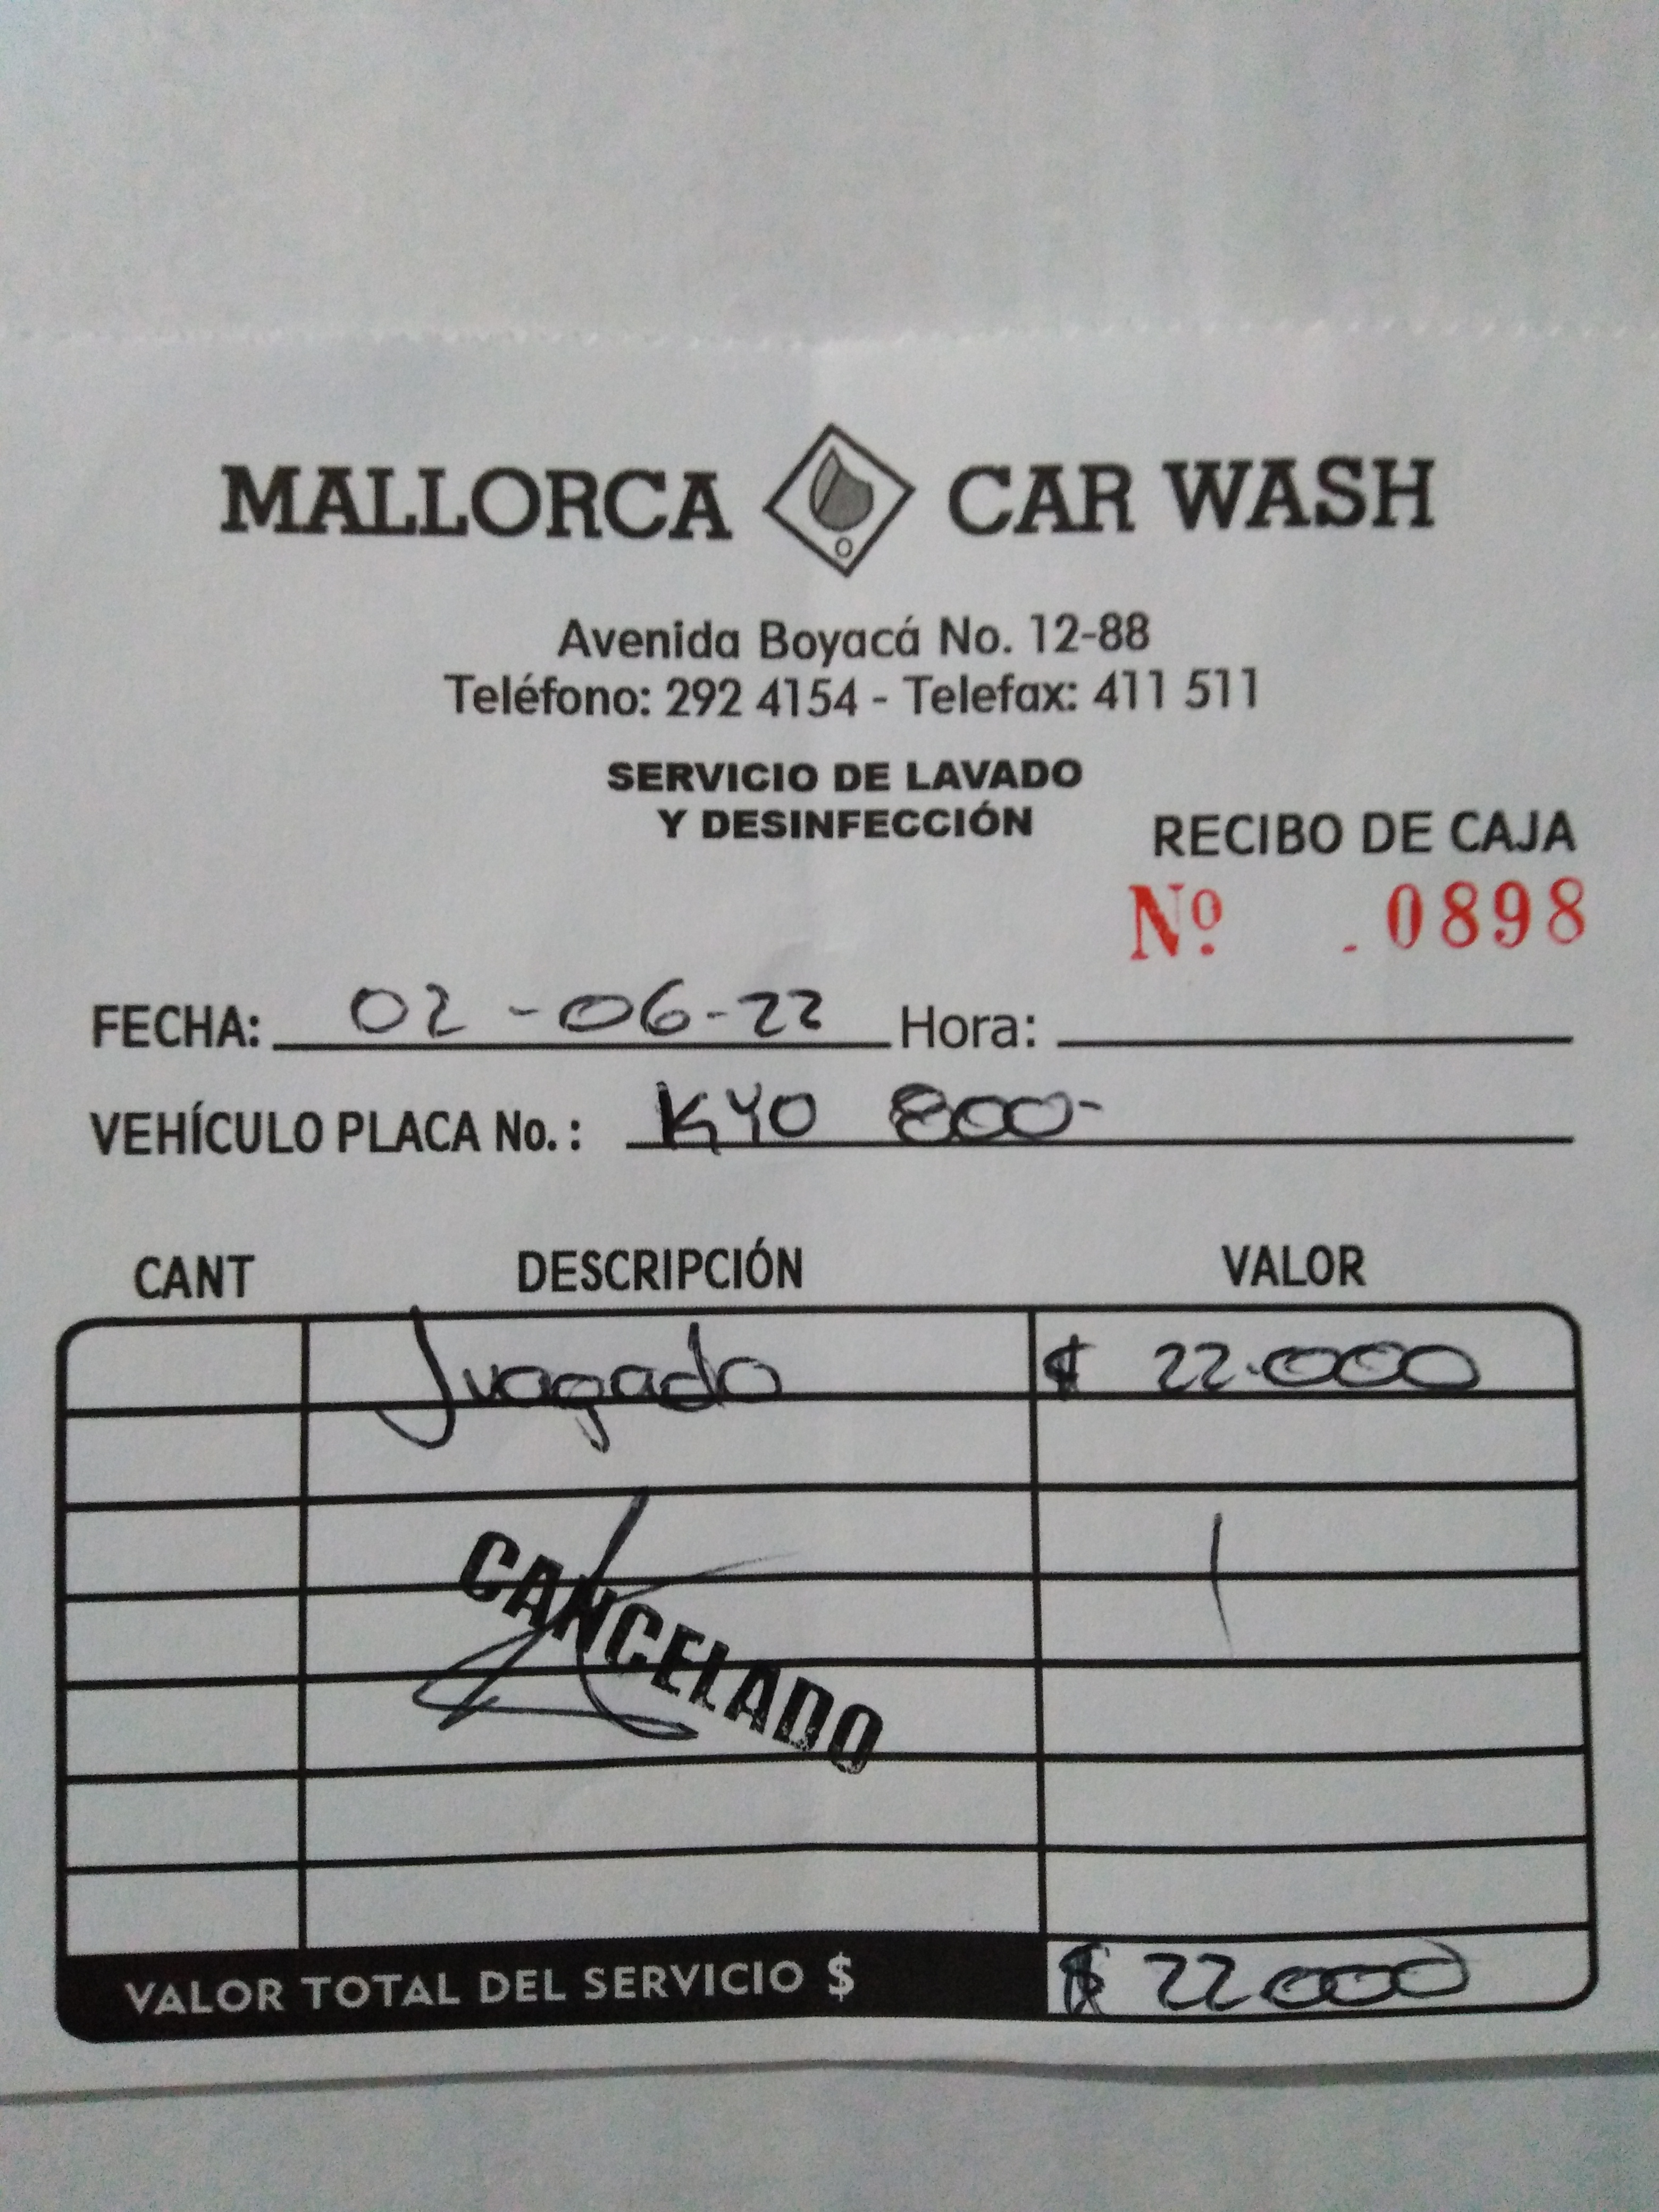 MALLORCA CAR WASH
Avenida Boyacá No. 12-88
Teléfono: 292 4154 - Telefax: 411 511
SERVICIO DE LAVADO
Y DESINFECCIÓN
RECIBO DE CAJA
Nº 0898
FECHA: 02-06-22 Hora:
VEHÍCULO PLACA No.: KYO 800-
CANT DESCRIPCIÓN VALOR
Juagado $ 22.000
CANCELADO
VALOR TOTAL DEL SERVICIO $ $ 22000